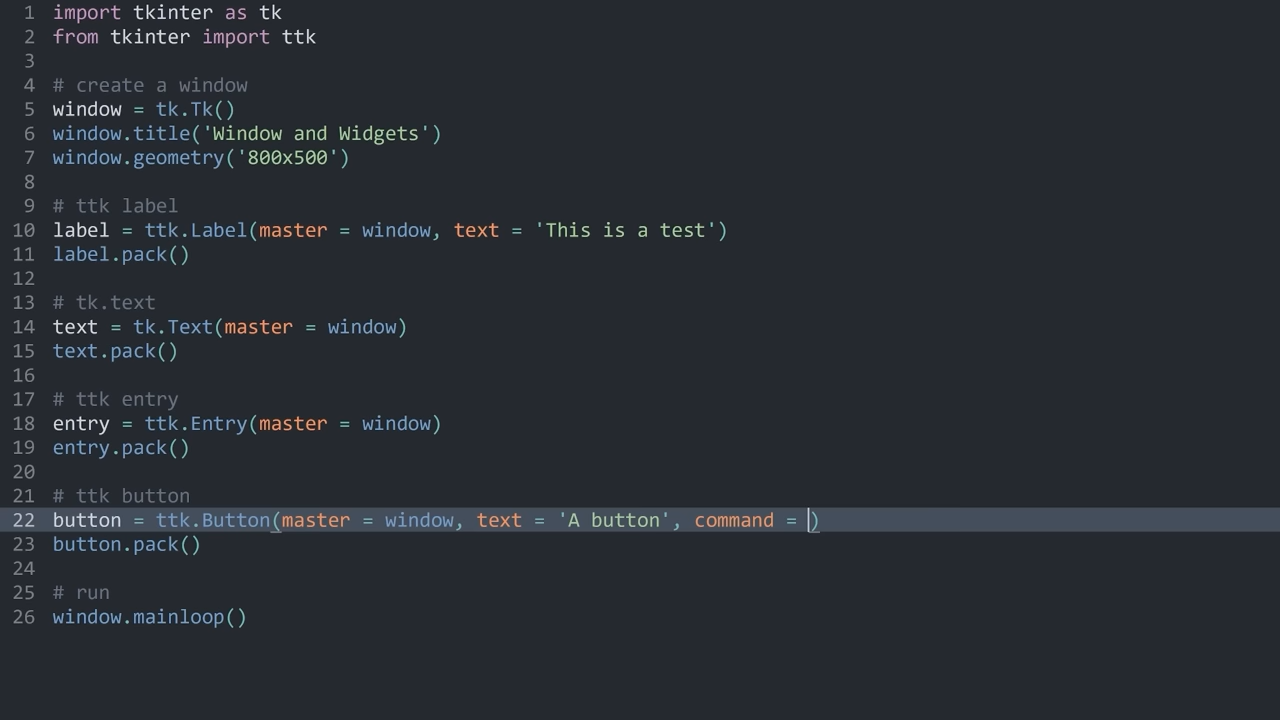 1 import tkinter as tk
2 from tkinter import ttk
3
4 # create a window
5 window = tk.Tk()
6 window.title('Window and Widgets')
7 window.geometry('800x500')
8
9 # ttk label
10 label = ttk.Label(master = window, text = 'This is a test')
11 label.pack()
12
13 # tk.text
14 text = tk.Text(master = window)
15 text.pack()
16
17 # ttk entry
18 entry = ttk.Entry(master = window)
19 entry.pack()
20
21 # ttk button
22 button = ttk.Button(master = window, text = 'A button', command = )
23 button.pack()
24
25 # run
26 window.mainloop()